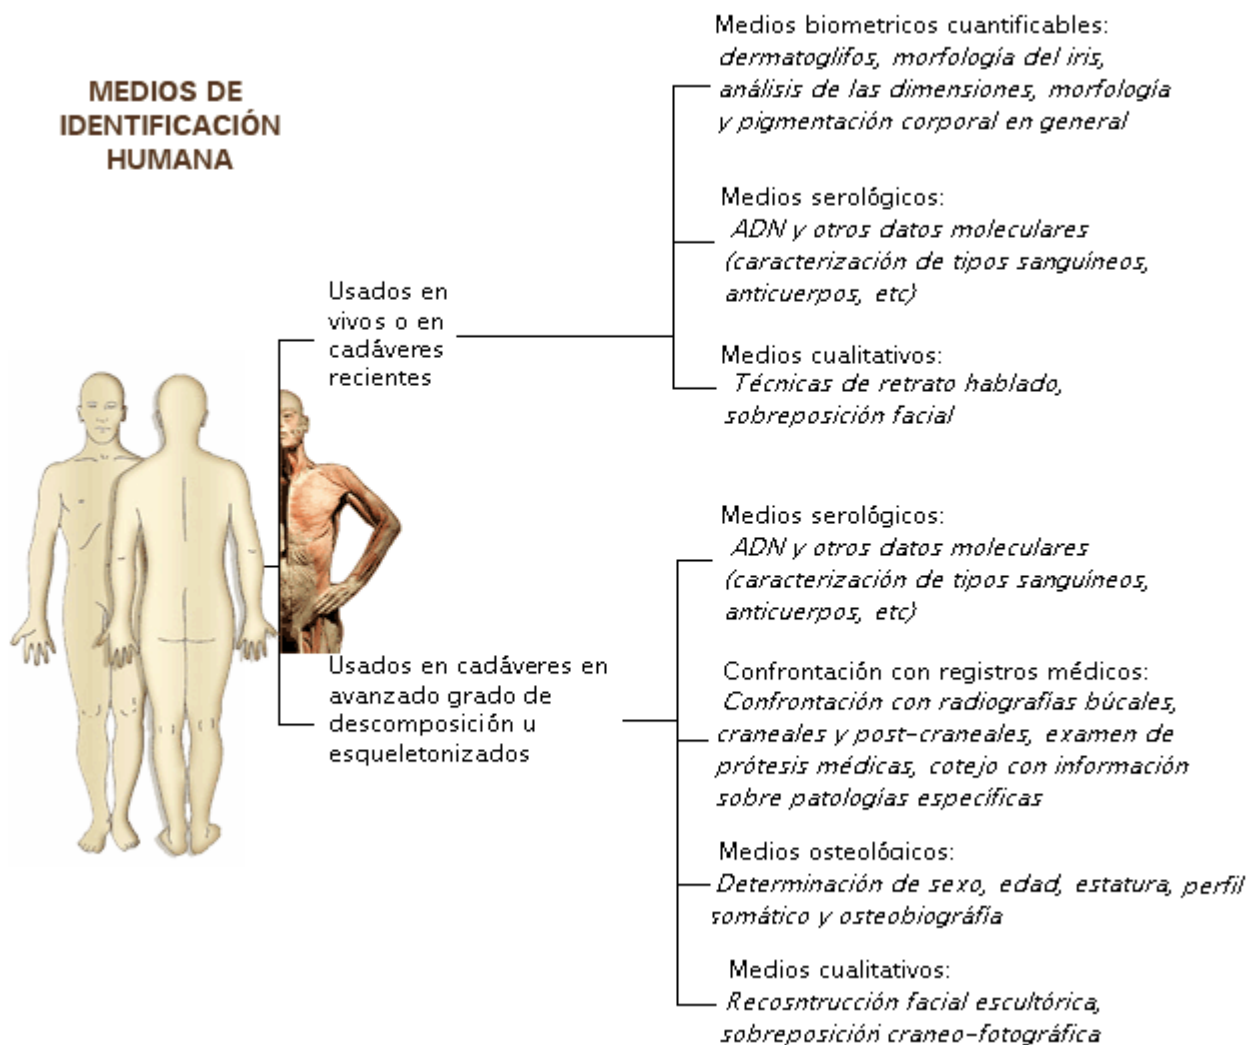 MEDIOS DE
IDENTIFICACIÓN
HUMANA
Usados en
vivos o en
cadáveres
recientes
Medios biometricos cuantificables:
dermatoglifos, morfología del iris,
análisis de las dimensiones, morfología
y pigmentación corporal en general
Medios serológicos:
ADN y otros datos moleculares
(caracterización de tipos sanguíneos,
anticuerpos, etc)
Medios cualitativos:
Técnicas de retrato hablado,
sobreposición facial
Usados en cadáveres en
avanzado grado de
descomposición u
esqueletonizados
Medios serológicos:
ADN y otros datos moleculares
(caracterización de tipos sanguíneos,
anticuerpos, etc)
Confrontación con registros médicos:
Confrontación con radiografías búcales,
craneales y post-craneales, examen de
prótesis médicas, cotejo con información
sobre patologías específicas
Medios osteológicos:
Determinación de sexo, edad, estatura, perfil
somático y osteobiográfia
Medios cualitativos:
Recosntrucción facial escultórica,
sobreposición craneo-fotográfica